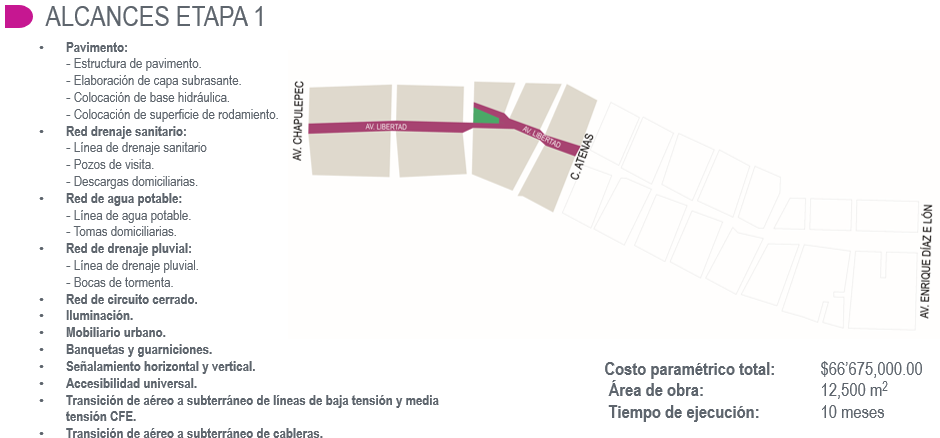 ALCANCES ETAPA 1
• Pavimento:
- Estructura de pavimento.
- Elaboración de capa subrasante.
- Colocación de base hidráulica.
- Colocación de superficie de rodamiento.
• Red drenaje sanitario:
- Línea de drenaje sanitario
- Pozos de visita.
- Descargas domiciliarias.
• Red de agua potable:
- Línea de agua potable.
- Tomas domiciliarias.
• Red de drenaje pluvial:
- Línea de drenaje pluvial.
- Bocas de tormenta.
• Red de circuito cerrado.
• Iluminación.
• Mobiliario urbano.
• Banquetas y guarniciones.
• Señalamiento horizontal y vertical.
• Accesibilidad universal.
• Transición de aéreo a subterráneo de líneas de baja tensión y media
tensión CFE.
• Transición de aéreo a subterráneo de cableras.
AV. CHAPULEPEC
AV. LIBERTAD
AV. LIBERTAD
C. ATENAS
AV. ENRIQUE DÍAZ E LÓN
Costo paramétrico total: $66'675,000.00
Área de obra: 12,500 m²
Tiempo de ejecución: 10 meses